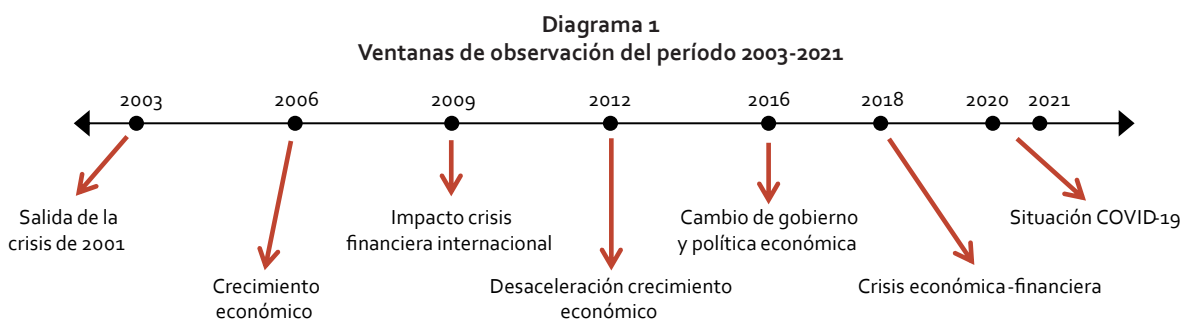 Diagrama 1
Ventanas de observación del período 2003-2021
2003
2006
2009
2012
2016
2018
2020
2021
Salida de la
crisis de 2001
Impacto crisis
financiera internacional
Cambio de gobierno
y política económica
Situación COVID-19
Crecimiento
económico
Desaceleración crecimiento
económico
Crisis económica-financiera